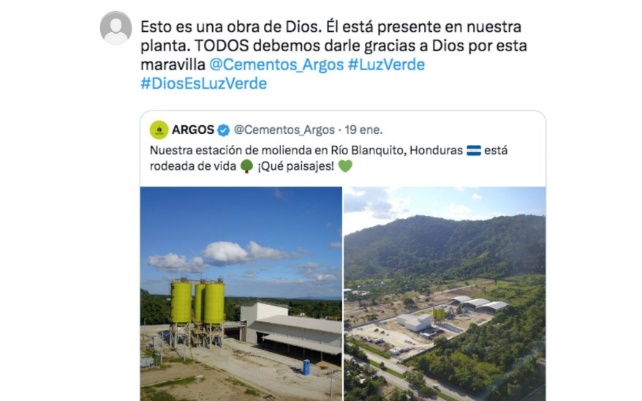 Esto es una obra de Dios. Él está presente en nuestra
planta. TODOS debemos darle gracias a Dios por esta
maravilla @Cementos_Argos #LuzVerde
#DiosEsLuzVerde
ARGOS @Cementos_Argos · 19 ene.
Nuestra estación de molienda en Río Blanquito, Honduras 🇭🇳 está
rodeada de vida 🌳 ¡Qué paisajes! 💚